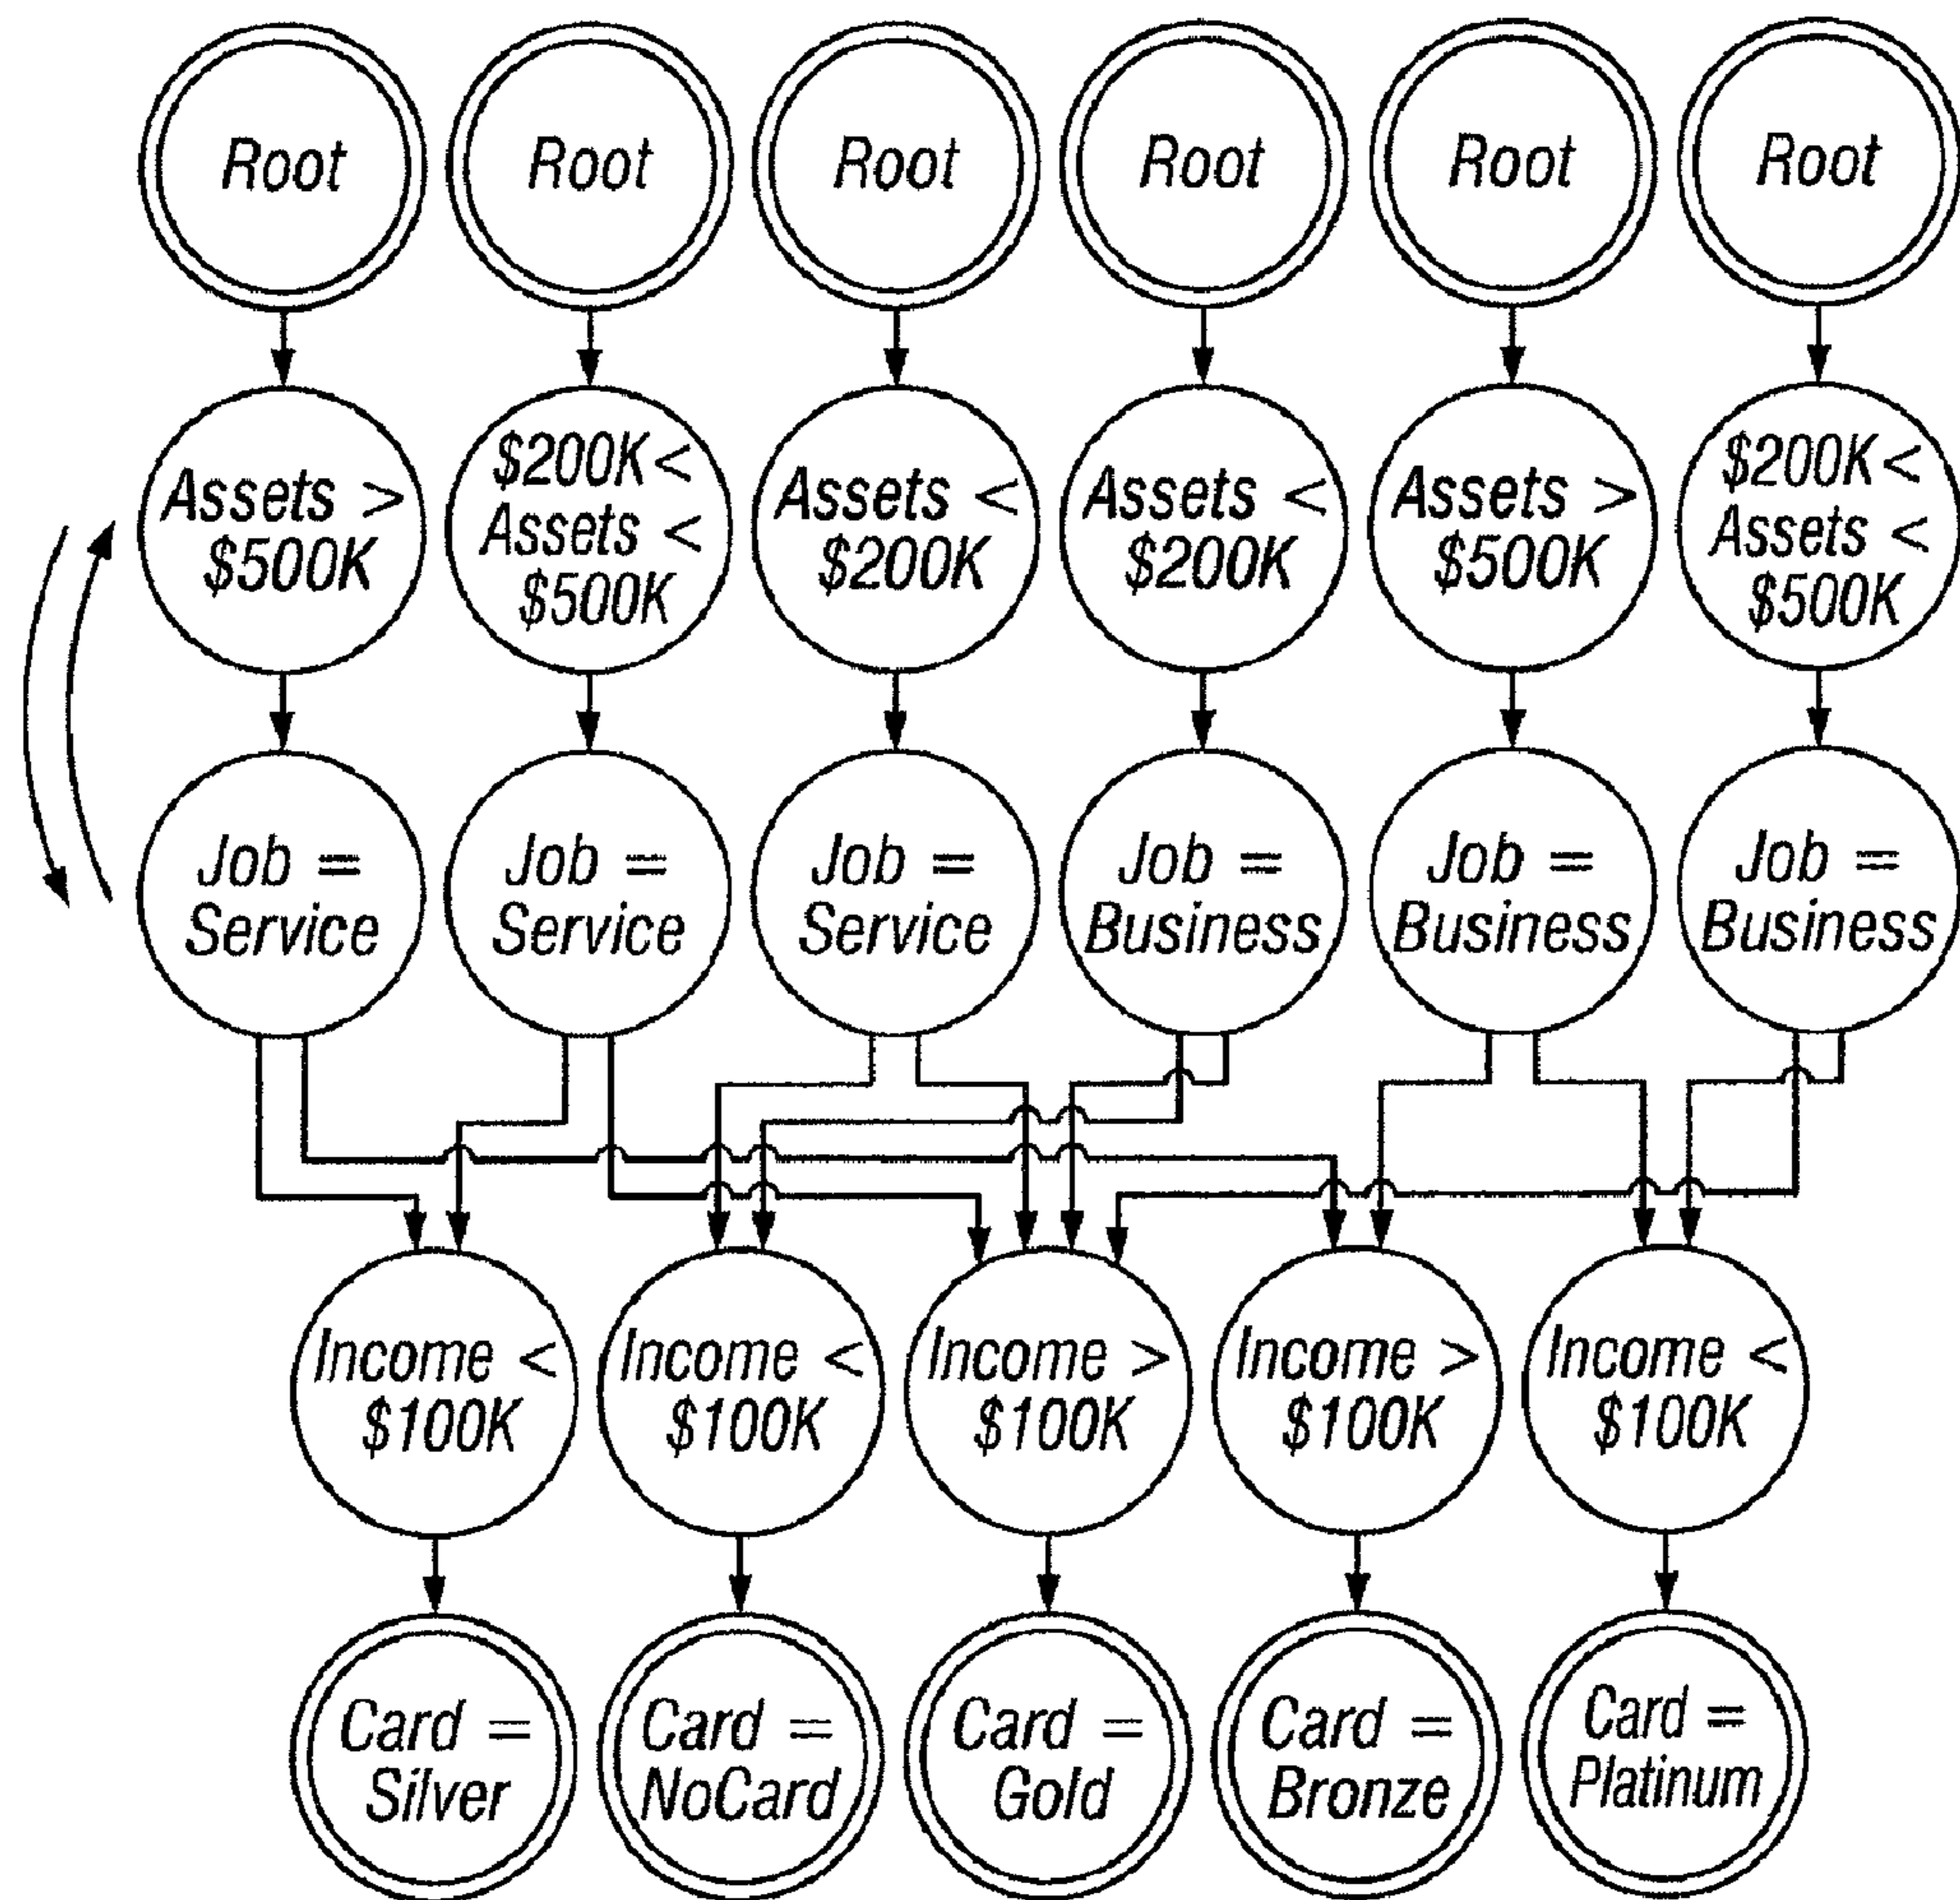 Root
Root
Root
Root
Root
Root
Assets >
$500K
$200K <
Assets <
$500K
Assets <
$200K
Assets <
$200K
Assets >
$500K
$200K <
Assets <
$500K
Job =
Service
Job =
Service
Job =
Service
Job =
Business
Job =
Business
Job =
Business
Income <
$100K
Income <
$100K
Income >
$100K
Income >
$100K
Income <
$100K
Card =
Silver
Card =
NoCard
Card =
Gold
Card =
Bronze
Card =
Platinum